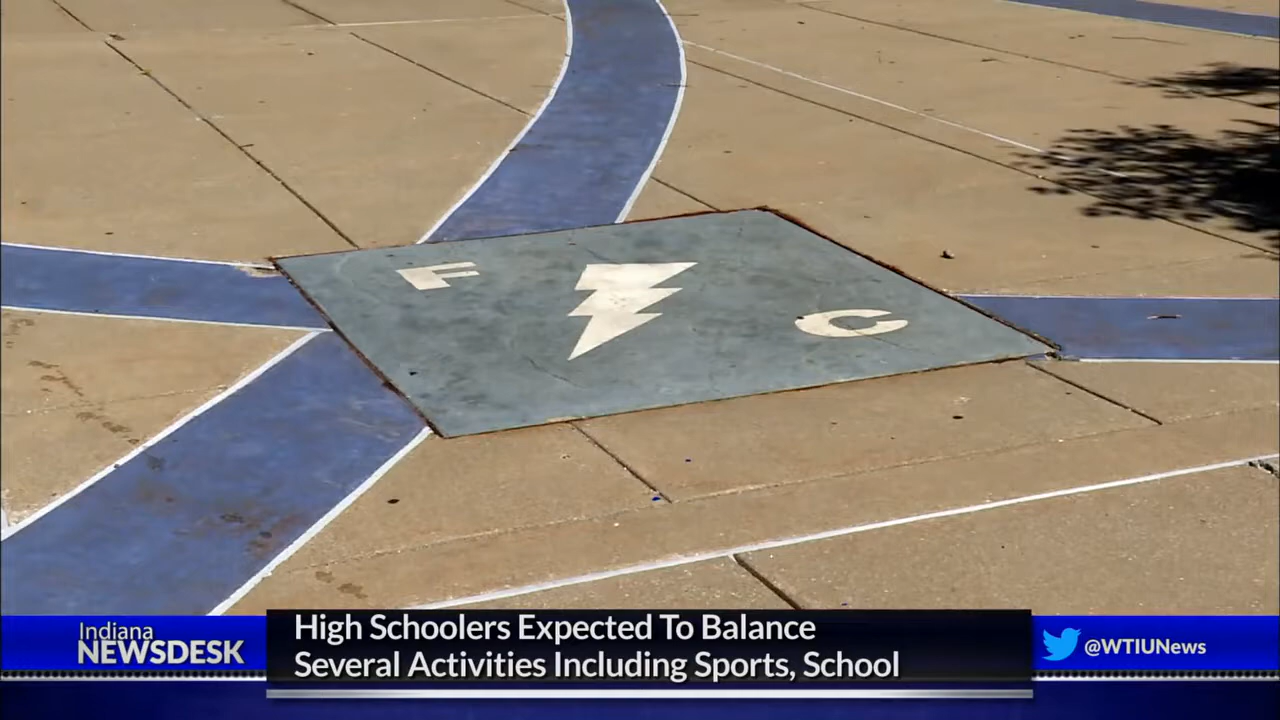 F C
Indiana
NEWSDESK
High Schoolers Expected To Balance
Several Activities Including Sports, School
@WTIUNews